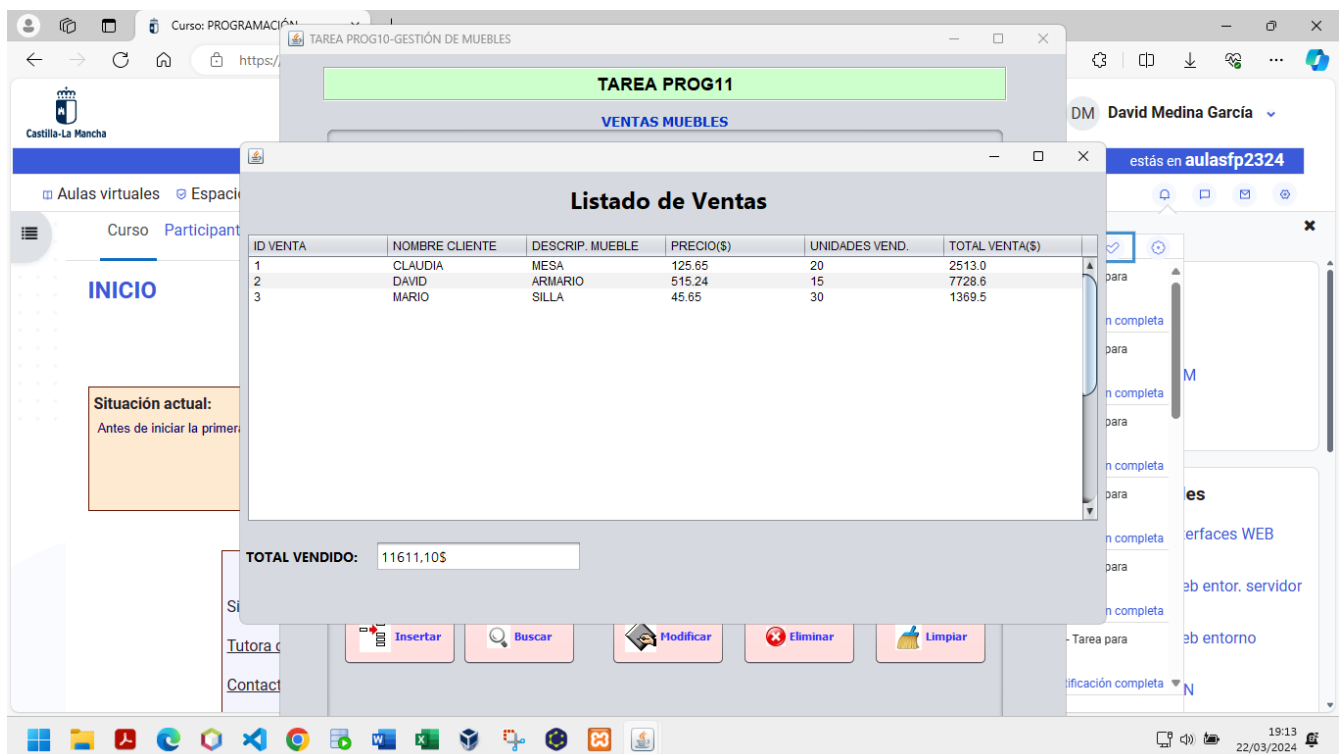 Curso: PROGRAMACIÓN
TAREA PROG10-GESTIÓN DE MUEBLES
https:/
TAREA PROG11
VENTAS MUEBLES
Castilla-La Mancha
DM David Medina García
estás en aulasfp2324
Aulas virtuales Espacio
Curso Participant
INICIO
Situación actual:
Antes de iniciar la primera
Listado de Ventas
ID VENTA NOMBRE CLIENTE DESCRIP. MUEBLE PRECIO($) UNIDADES VEND. TOTAL VENTA($)
1 CLAUDIA MESA 125.65 20 2513.0
2 DAVID ARMARIO 515.24 15 7728.6
3 MARIO SILLA 45.65 30 1369.5
TOTAL VENDIDO: 11611,10$
para
n completa
para
M
n completa
para
n completa
para
es
n completa
erfaces WEB
para
eb entor. servidor
n completa
- Tarea para
eb entorno
tificación completa
N
Si
Tutora d
Contact
Insertar Buscar Modificar Eliminar Limpiar
19:13
22/03/2024